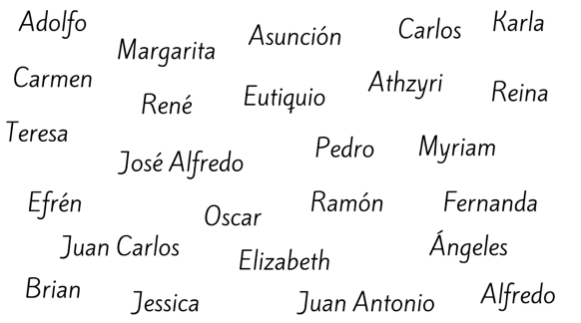 Adolfo
Margarita
Asunción
Carlos
Karla
Carmen
René
Eutiquio
Athzyri
Reina
Teresa
José Alfredo
Pedro
Myriam
Efrén
Oscar
Ramón
Fernanda
Juan Carlos
Elizabeth
Ángeles
Brian
Jessica
Juan Antonio
Alfredo